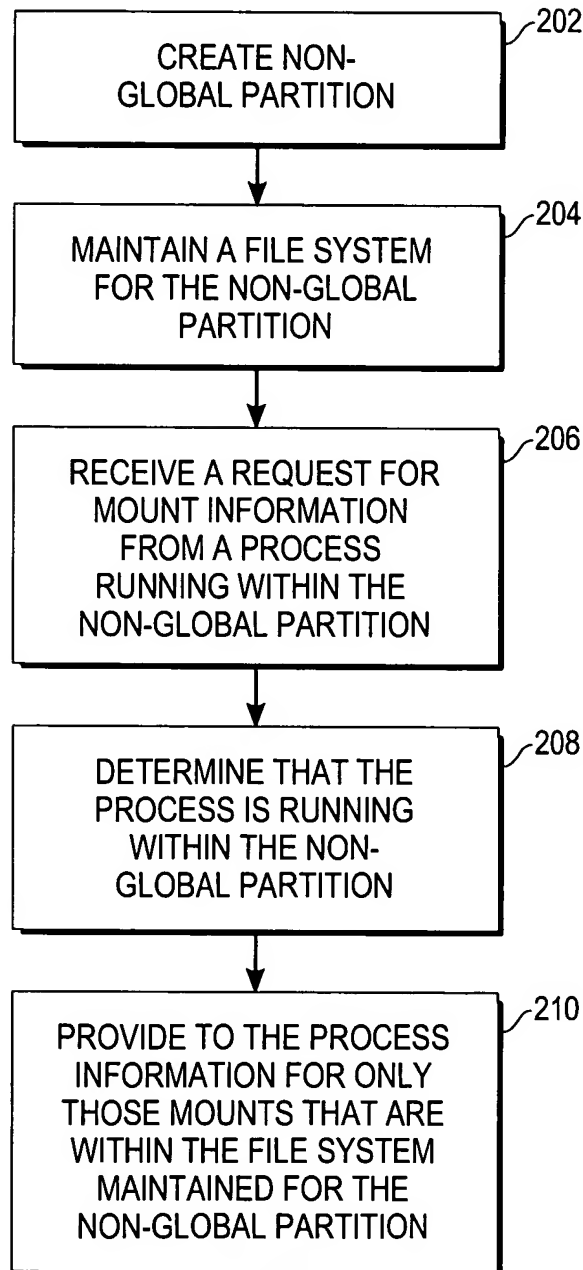 202
CREATE NON-
GLOBAL PARTITION
204
MAINTAIN A FILE SYSTEM
FOR THE NON-GLOBAL
PARTITION
206
RECEIVE A REQUEST FOR
MOUNT INFORMATION
FROM A PROCESS
RUNNING WITHIN THE
NON-GLOBAL PARTITION
208
DETERMINE THAT THE
PROCESS IS RUNNING
WITHIN THE NON-
GLOBAL PARTITION
210
PROVIDE TO THE PROCESS
INFORMATION FOR ONLY
THOSE MOUNTS THAT ARE
WITHIN THE FILE SYSTEM
MAINTAINED FOR THE
NON-GLOBAL PARTITION